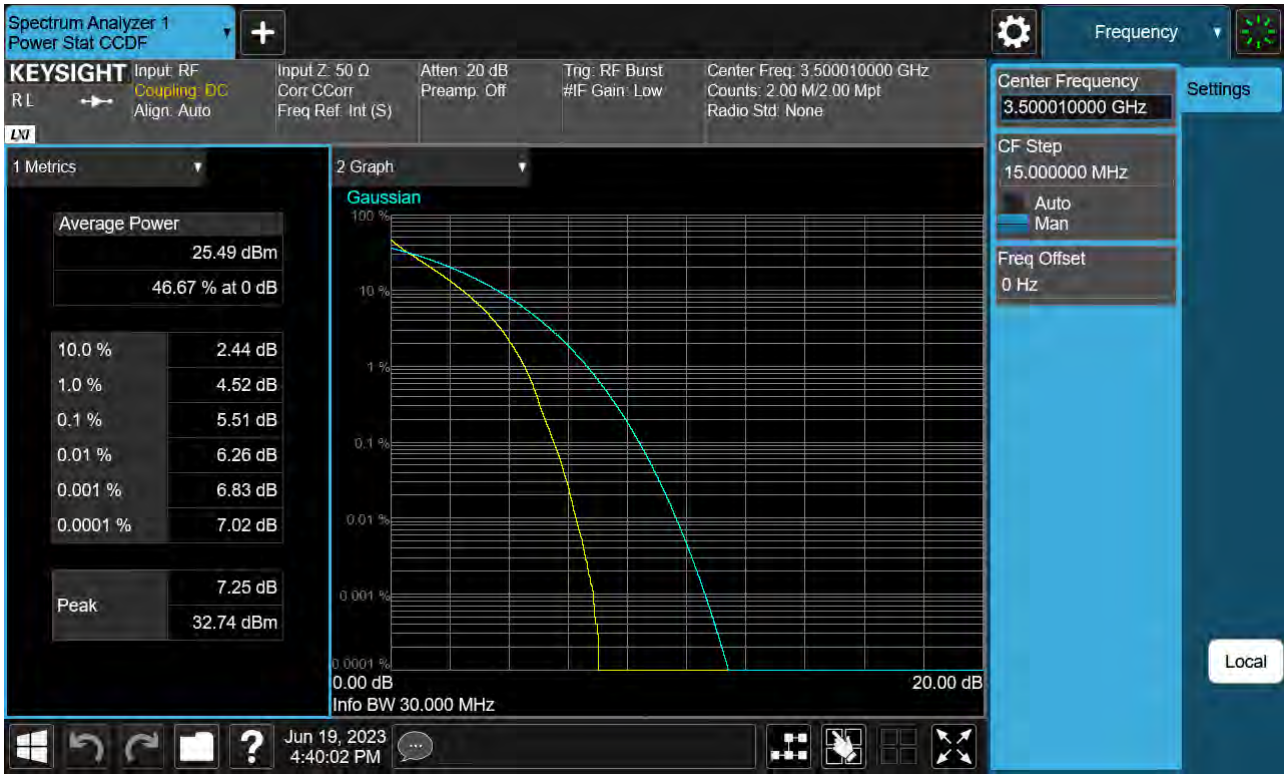 Spectrum Analyzer 1
Power Stat CCDF
+
Frequency
KEYSIGHT
RL
LXI
Input: RF
Coupling: DC
Align: Auto
Input Z: 50 Ω
Corr CCorr
Freq Ref: Int (S)
Atten: 20 dB
Preamp: Off
Trig: RF Burst
#IF Gain: Low
Center Freq: 3.500010000 GHz
Counts: 2.00 M/2.00 Mpt
Radio Std: None
Center Frequency
3.500010000 GHz
Settings
CF Step
15.000000 MHz
Auto
Man
Freq Offset
0 Hz
1 Metrics
Average Power
25.49 dBm
46.67 % at 0 dB
10.0 % 2.44 dB
1.0 % 4.52 dB
0.1 % 5.51 dB
0.01 % 6.26 dB
0.001 % 6.83 dB
0.0001 % 7.02 dB
Peak
7.25 dB
32.74 dBm
2 Graph
Gaussian
100 %
10 %
1 %
0.1 %
0.01 %
0.001 %
0.0001 %
0.00 dB 20.00 dB
Info BW 30.000 MHz
Local
?
Jun 19, 2023
4:40:02 PM